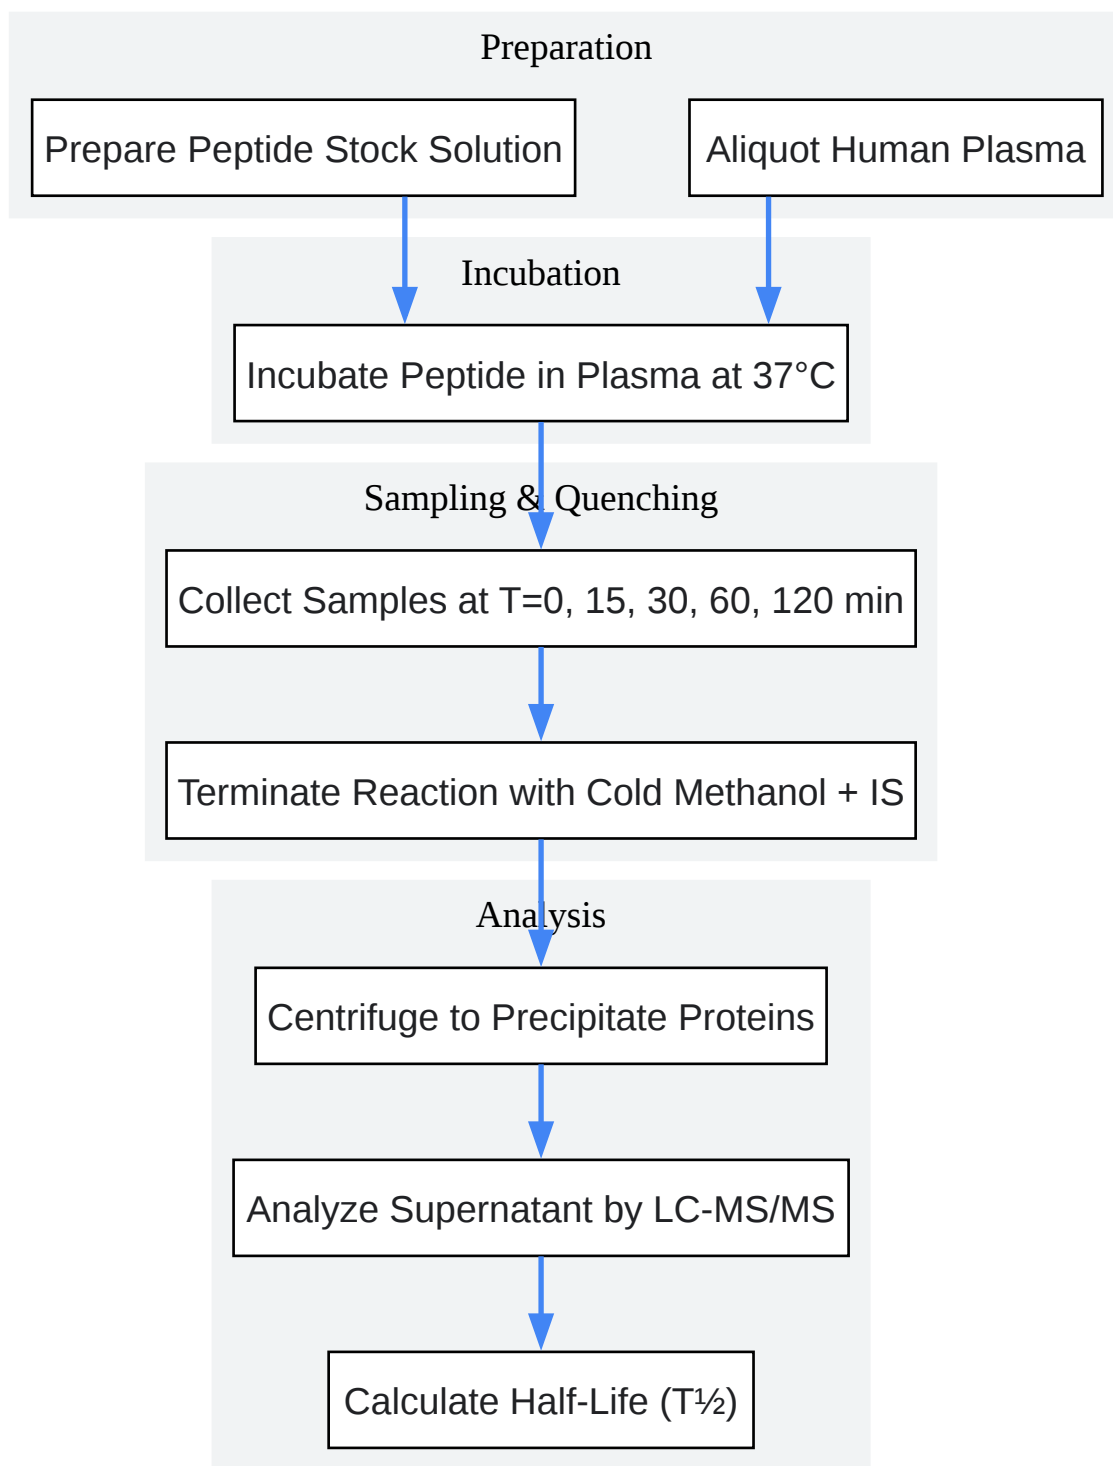 Preparation
Prepare Peptide Stock Solution
Aliquot Human Plasma
Incubation
Incubate Peptide in Plasma at 37°C
Sampling & Quenching
Collect Samples at T=0, 15, 30, 60, 120 min
Terminate Reaction with Cold Methanol + IS
Analysis
Centrifuge to Precipitate Proteins
Analyze Supernatant by LC-MS/MS
Calculate Half-Life (T½)